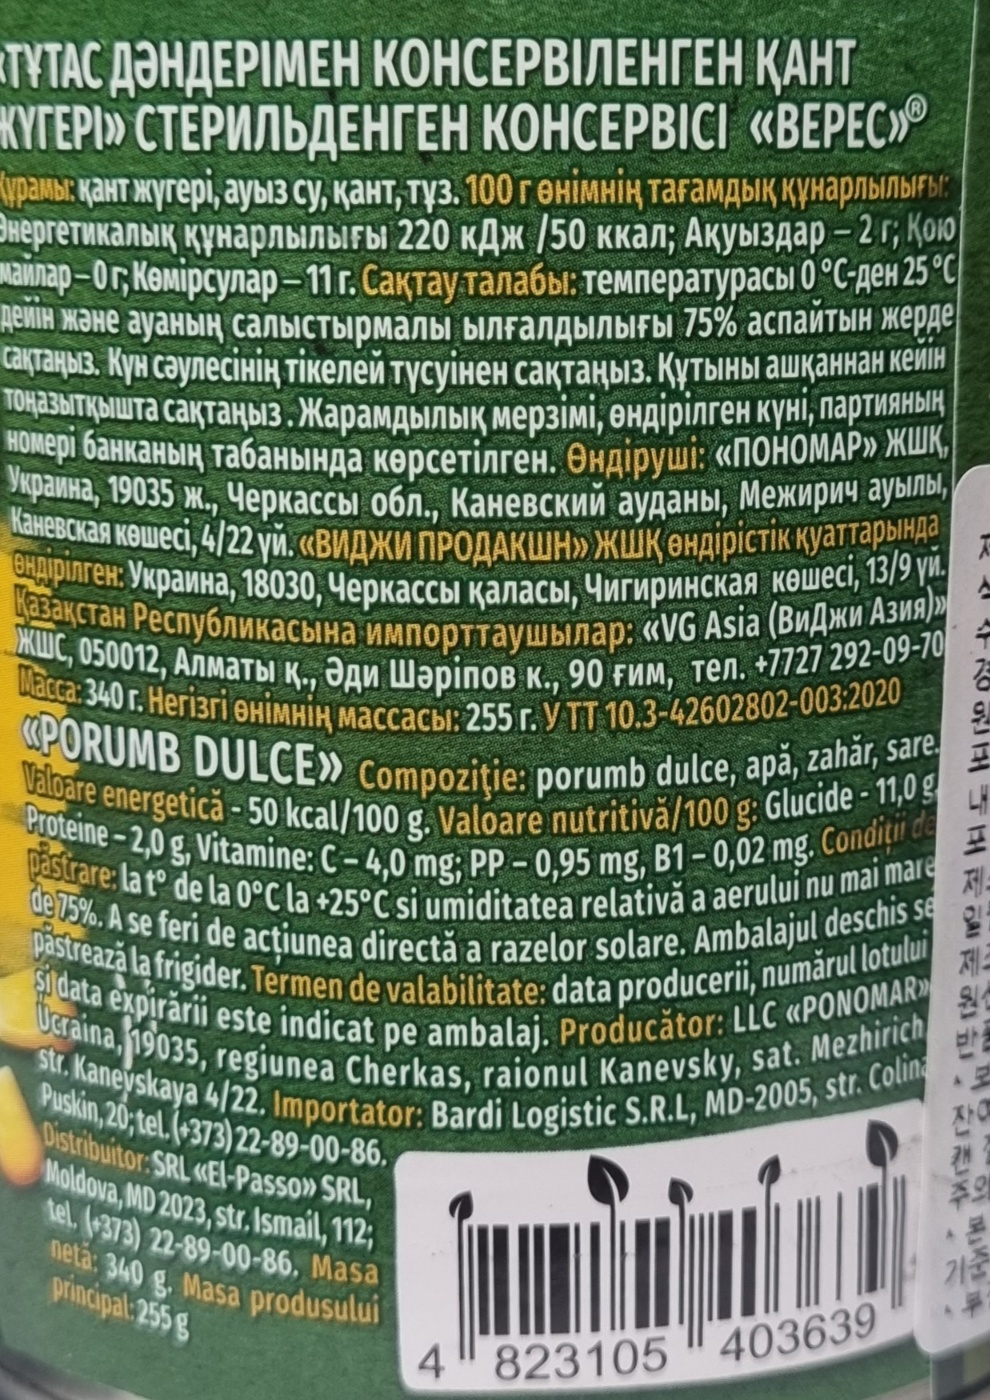 «ТҰТАС ДӘНДЕРІМЕН КОНСЕРВІЛЕНГЕН ҚАНТ
ЖҮГЕРІ» СТЕРИЛЬДЕНГЕН КОНСЕРВІСІ «ВЕРЕС»®
Құрамы: қант жүгері, ауыз су, қант, тұз. 100 г өнімнің тағамдық құнарлылығы:
Энергетикалық құнарлылығы 220 кДж /50 ккал; Ақуыздар – 2 г; Қою
майлар – 0 г; Көмірсулар – 11 г. Сақтау талабы: температурасы 0 °С-ден 25 °С
дейін және ауаның салыстырмалы ылғалдылығы 75% аспайтын жерде
сақтаңыз. Күн сәулесінің тікелей түсуінен сақтаңыз. Құтыны ашқаннан кейін
тоңазытқышта сақтаңыз. Жарамдылық мерзімі, өндірілген күні, партияның
номері банканың табанында көрсетілген. Өндіруші: «ПОНОМАР» ЖШҚ,
Украина, 19035 ж., Черкассы обл., Каневский ауданы, Межирич ауылы,
Каневская көшесі, 4/22 үй. «ВИДЖИ ПРОДАКШН» ЖШҚ өндірістік қуаттарында
өндірілген: Украина, 18030, Черкассы қаласы, Чигиринская көшесі, 13/9 үй.
Қазақстан Республикасына импорттаушылар: «VG Asia (ВиДжи Азия)»
ЖШС, 050012, Алматы қ., Әди Шәріпов к., 90 ғим, тел. +7727 292-09-70
Масса: 340 г. Негізгі өнімнің массасы: 255 г. У ТТ 10.3-42602802-003:2020
«PORUMB DULCE» Compoziţie: porumb dulce, apă, zahăr, sare.
Valoare energetică - 50 kcal/100 g. Valoare nutritivă/100 g: Glucide - 11,0 g,
Proteine – 2,0 g, Vitamine: C – 4,0 mg; PP – 0,95 mg, B1 – 0,02 mg. Condiții de
păstrare: la t° de la 0°C la +25°C si umiditatea relativă a aerului nu mai mare
de 75%. A se feri de acțiunea directă a razelor solare. Ambalajul deschis se
păstrează la frigider. Termen de valabilitate: data producerii, numărul lotului
și data expirării este indicat pe ambalaj. Producător: LLC «PONOMAR»
Ucraina, 19035, regiunea Cherkas, raionul Kanevsky, sat. Mezhirich,
str. Kanevskaya 4/22. Importator: Bardi Logistic S.R.L, MD-2005, str. Colina
Puskin, 20; tel. (+373) 22-89-00-86.
Distribuitor: SRL «El-Passo» SRL,
Moldova, MD 2023, str. Ismail, 112;
tel. (+373) 22-89-00-86. Masa
netă: 340 g. Masa produsului
principal: 255 g
4 823105 403639